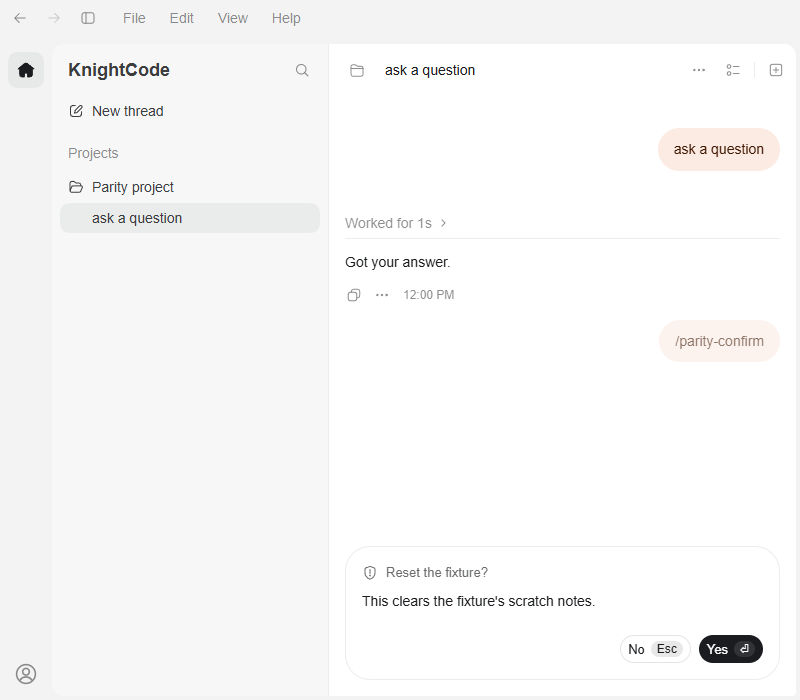 File Edit View Help
KnightCode
New thread
Projects
Parity project
ask a question
ask a question
ask a question
Worked for 1s
Got your answer.
12:00 PM
/parity-confirm
Reset the fixture?
This clears the fixture's scratch notes.
No Esc Yes